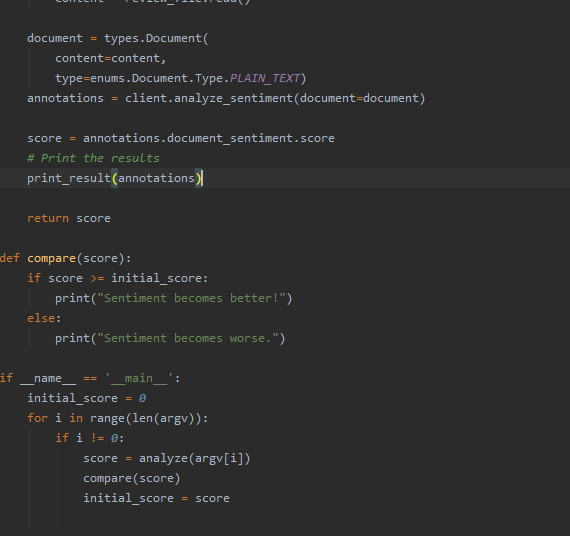 content = review_file.read()
document = types.Document(
content=content,
type=enums.Document.Type.PLAIN_TEXT)
annotations = client.analyze_sentiment(document=document)
score = annotations.document_sentiment.score
# Print the results
print_result(annotations)
return score
def compare(score):
if score >= initial_score:
print("Sentiment becomes better!")
else:
print("Sentiment becomes worse.")
if __name__ == '__main__':
initial_score = 0
for i in range(len(argv)):
if i != 0:
score = analyze(argv[i])
compare(score)
initial_score = score